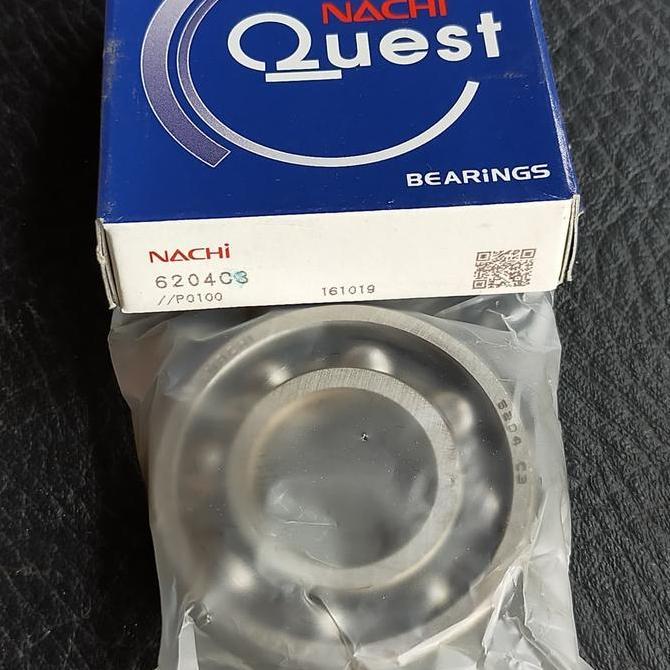 NACHi
Quest
BEARiNGS
NACHi
6204C3
//P0100
161019
6204 C3